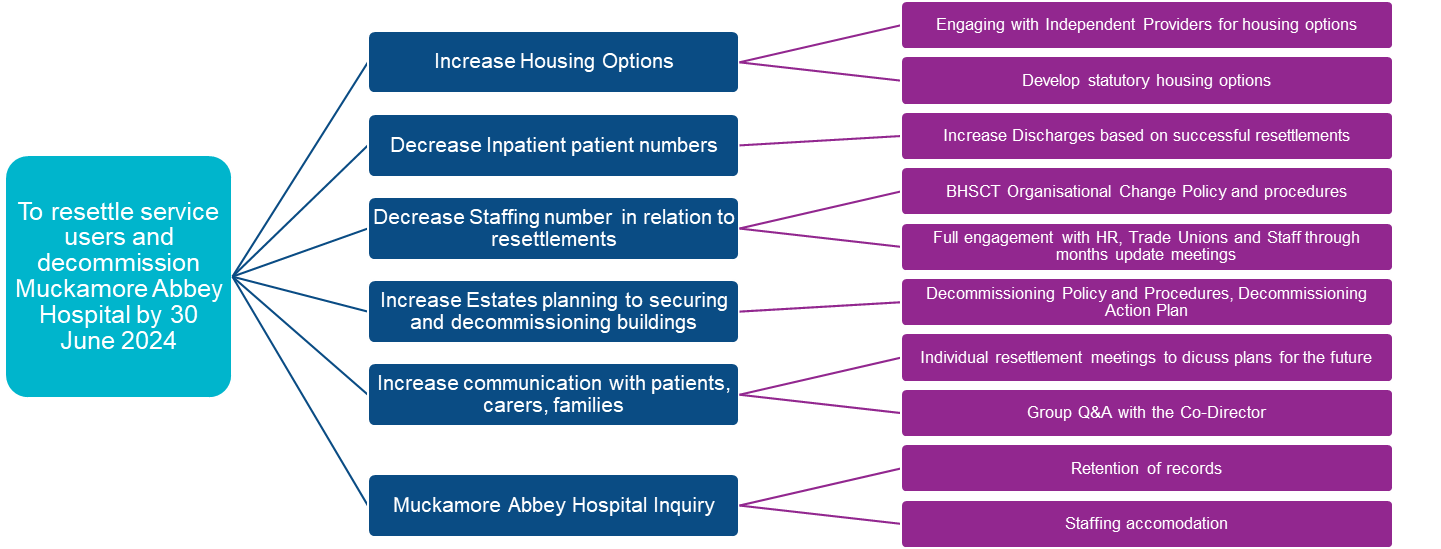 To resettle service
users and
decommission
Muckamore Abbey
Hospital by 30
June 2024
Increase Housing Options
Engaging with Independent Providers for housing options
Develop statutory housing options
Decrease Inpatient patient numbers
Increase Discharges based on successful resettlements
Decrease Staffing number in relation to
resettlements
BHSCT Organisational Change Policy and procedures
Full engagement with HR, Trade Unions and Staff through
months update meetings
Increase Estates planning to securing
and decommissioning buildings
Decommissioning Policy and Procedures, Decommissioning
Action Plan
Increase communication with patients,
carers, families
Individual resettlement meetings to dicuss plans for the future
Group Q&A with the Co-Director
Muckamore Abbey Hospital Inquiry
Retention of records
Staffing accomodation